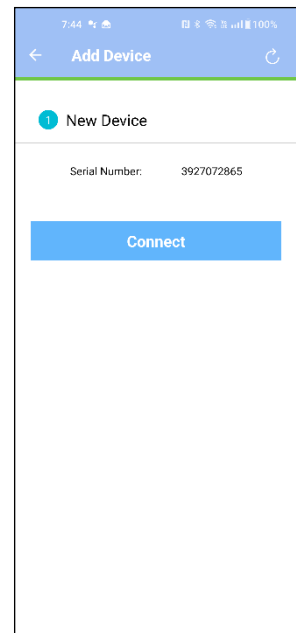 7:44 100%
Add Device
1 New Device
Serial Number: 3927072865
Connect